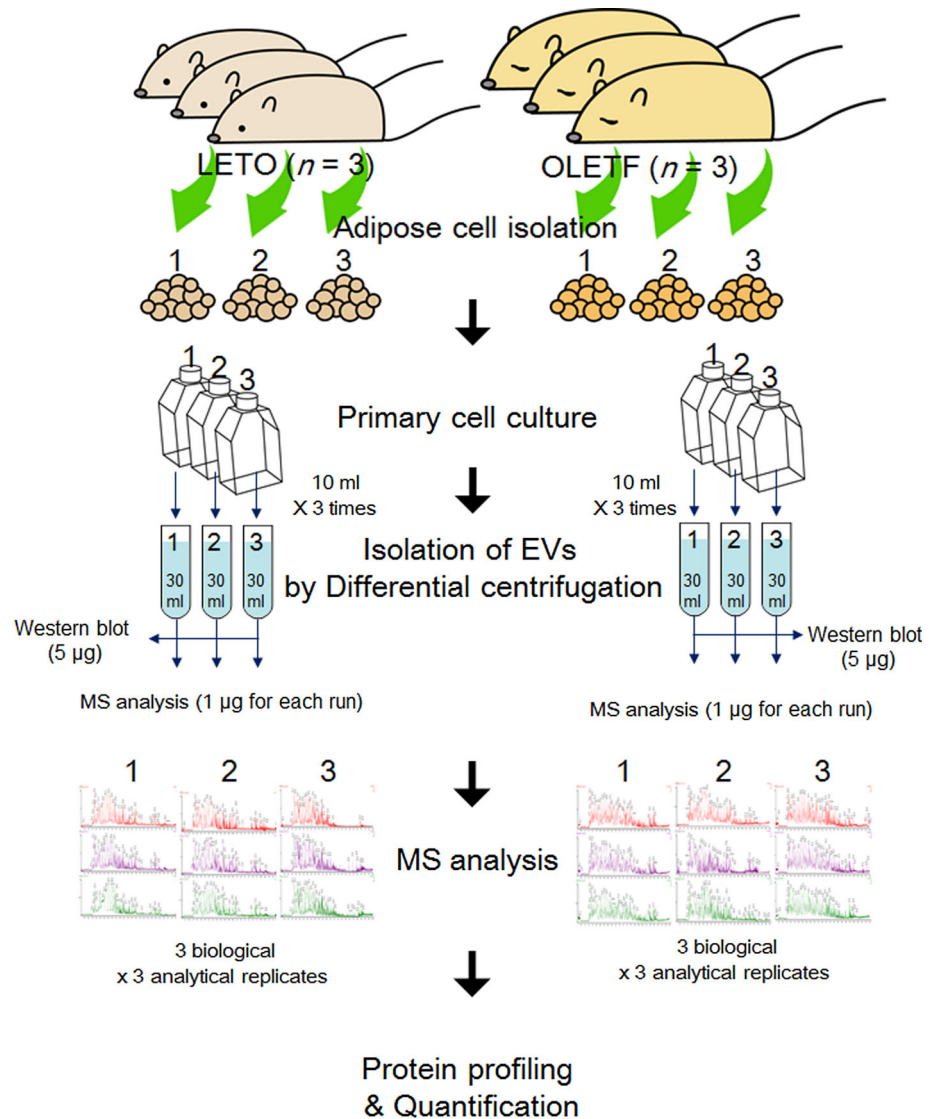 LETO (n = 3)
OLETF (n = 3)
Adipose cell isolation
1 2 3
1 2 3
1
2
3
1
2
3
Primary cell culture
10 ml
X 3 times
10 ml
X 3 times
1 2 3
30 30 30
ml ml ml
Isolation of EVs
by Differential centrifugation
1 2 3
30 30 30
ml ml ml
Western blot
(5 µg)
Western blot
(5 µg)
MS analysis (1 µg for each run)
MS analysis (1 µg for each run)
1 2 3
1 2 3
MS analysis
3 biological
x 3 analytical replicates
3 biological
x 3 analytical replicates
Protein profiling
& Quantification